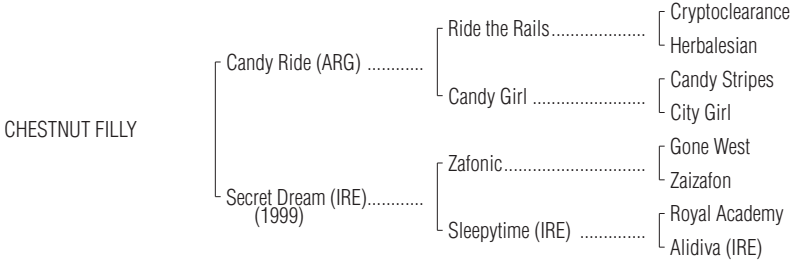 Cryptoclearance
Ride the Rails.....................
Herbalesian
Candy Ride (ARG) ............
Candy Stripes
Candy Girl .........................
City Girl
CHESTNUT FILLY
Gone West
Zafonic...............................
Zaizafon
Secret Dream (IRE)............
(1999)
Royal Academy
Sleepytime (IRE) ..............
Alidiva (IRE)